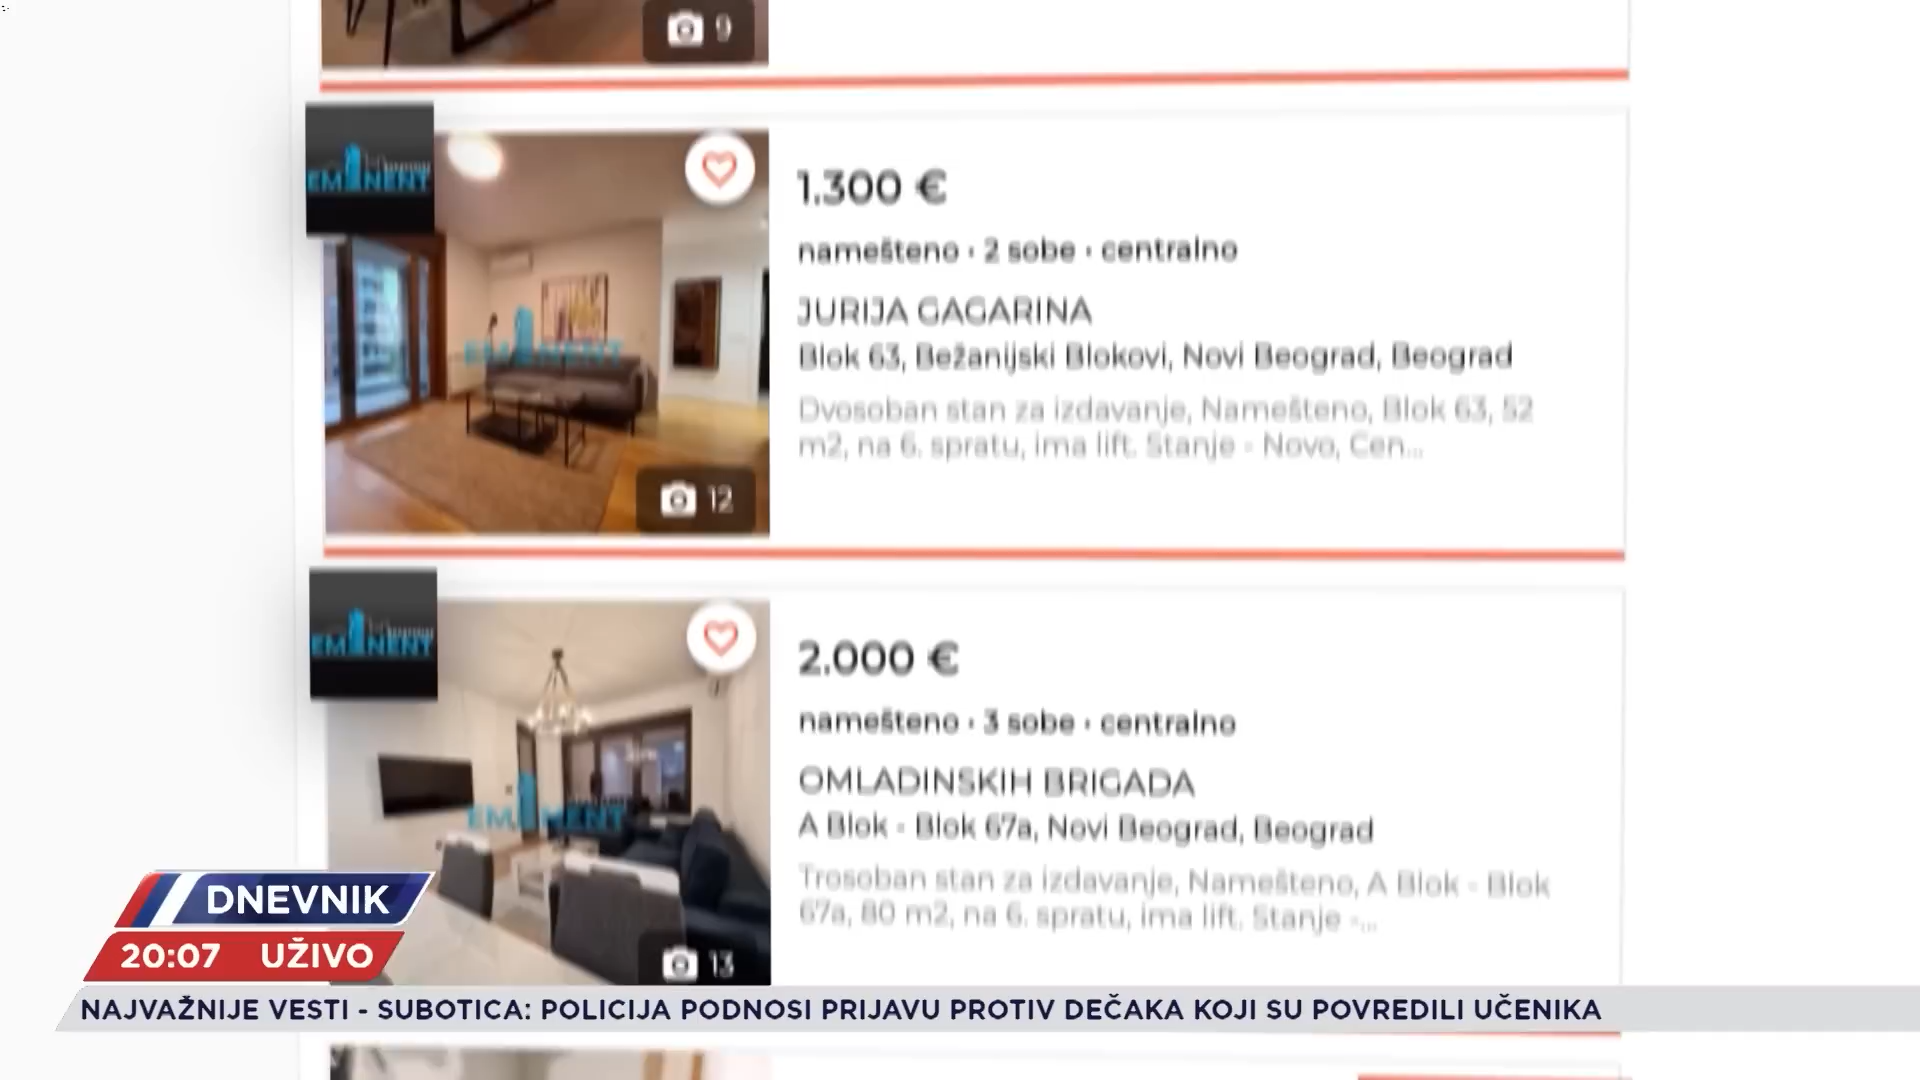 9
EMINENT
1.300 €
namešteno · 2 sobe · centralno
JURIJA GAGARINA
Blok 63, Bežanijski Blokovi, Novi Beograd, Beograd
Dvosoban stan za izdavanje, Namešteno, Blok 63, 52
m2, na 6. spratu, ima lift. Stanje - Novo, Cen...
EMINENT
12
EMINENT
2.000 €
namešteno · 3 sobe · centralno
OMLADINSKIH BRIGADA
A Blok - Blok 67a, Novi Beograd, Beograd
Trosoban stan za izdavanje, Namešteno, A Blok - Blok
67a, 80 m2, na 6. spratu, ima lift. Stanje -...
EMINENT
13
DNEVNIK
20:07 UŽIVO
NAJVAŽNIJE VESTI - SUBOTICA: POLICIJA PODNOSI PRIJAVU PROTIV DEČAKA KOJI SU POVREDILI UČENIKA